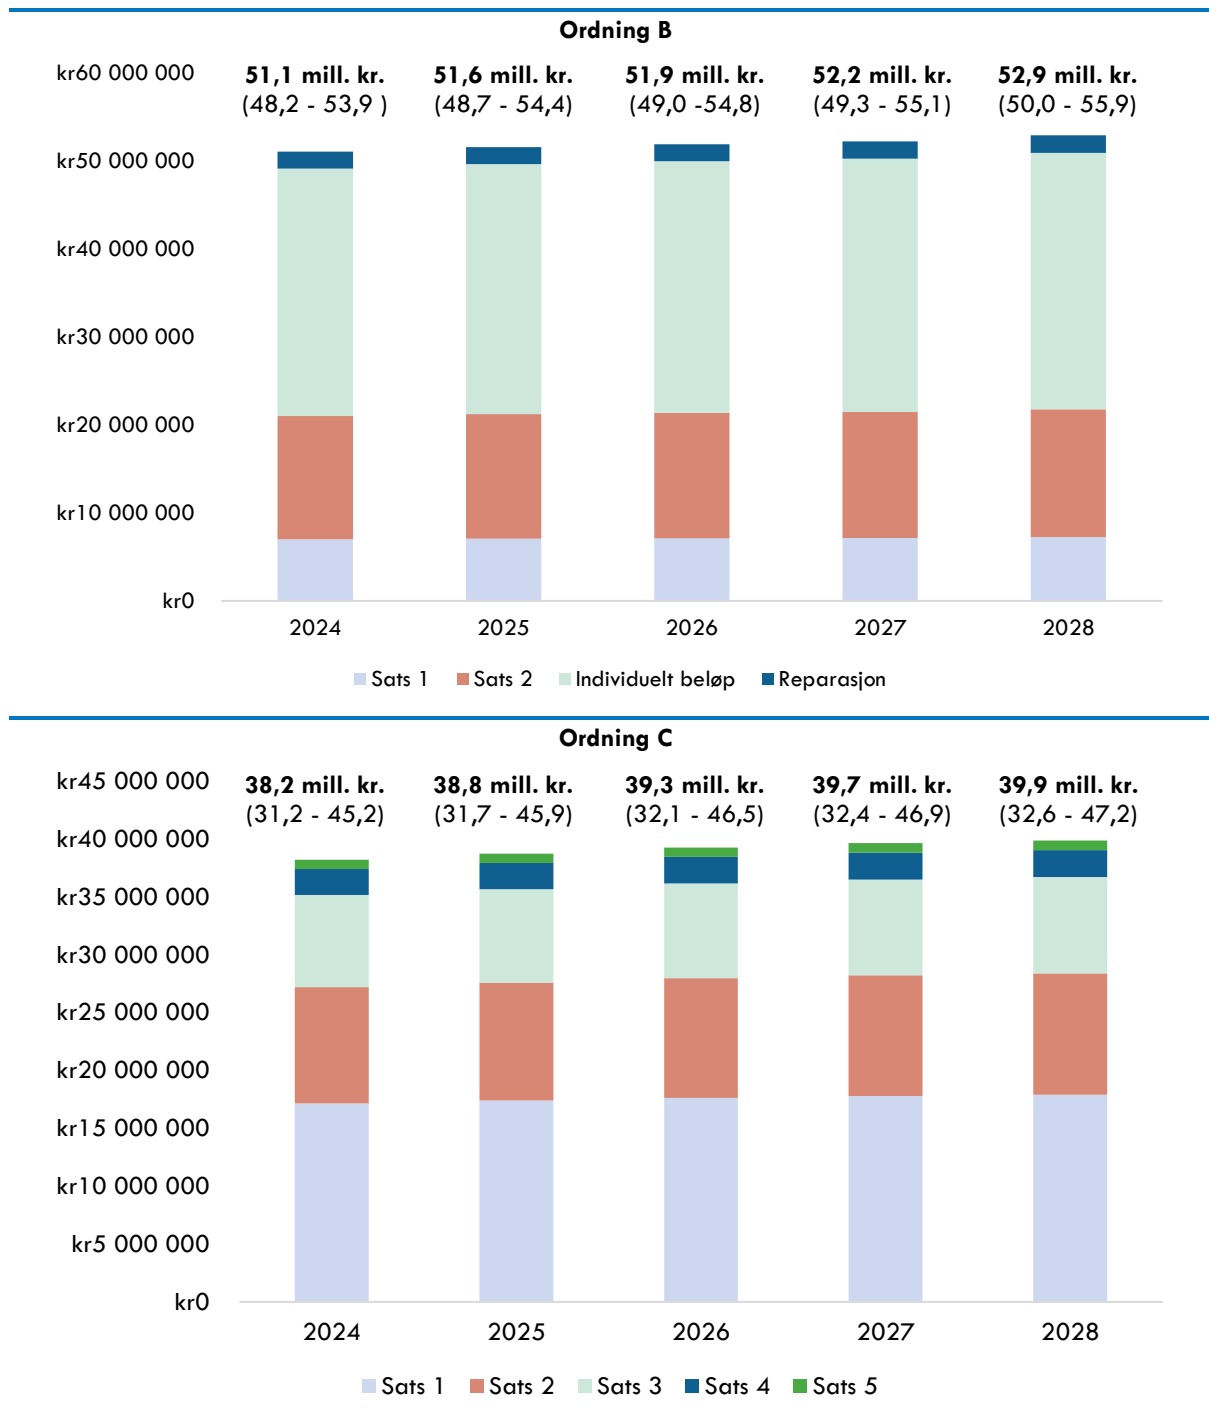 Ordning B
kr60 000 000
51,1 mill. kr. 51,6 mill. kr. 51,9 mill. kr. 52,2 mill. kr. 52,9 mill. kr.
(48,2 - 53,9 ) (48,7 - 54,4) (49,0 -54,8) (49,3 - 55,1) (50,0 - 55,9)
kr50 000 000
kr40 000 000
kr30 000 000
kr20 000 000
kr10 000 000
kr0
2024 2025 2026 2027 2028
Sats 1 Sats 2 Individuelt beløp Reparasjon
Ordning C
kr45 000 000
38,2 mill. kr. 38,8 mill. kr. 39,3 mill. kr. 39,7 mill. kr. 39,9 mill. kr.
(31,2 - 45,2) (31,7 - 45,9) (32,1 - 46,5) (32,4 - 46,9) (32,6 - 47,2)
kr40 000 000
kr35 000 000
kr30 000 000
kr25 000 000
kr20 000 000
kr15 000 000
kr10 000 000
kr5 000 000
kr0
2024 2025 2026 2027 2028
Sats 1 Sats 2 Sats 3 Sats 4 Sats 5